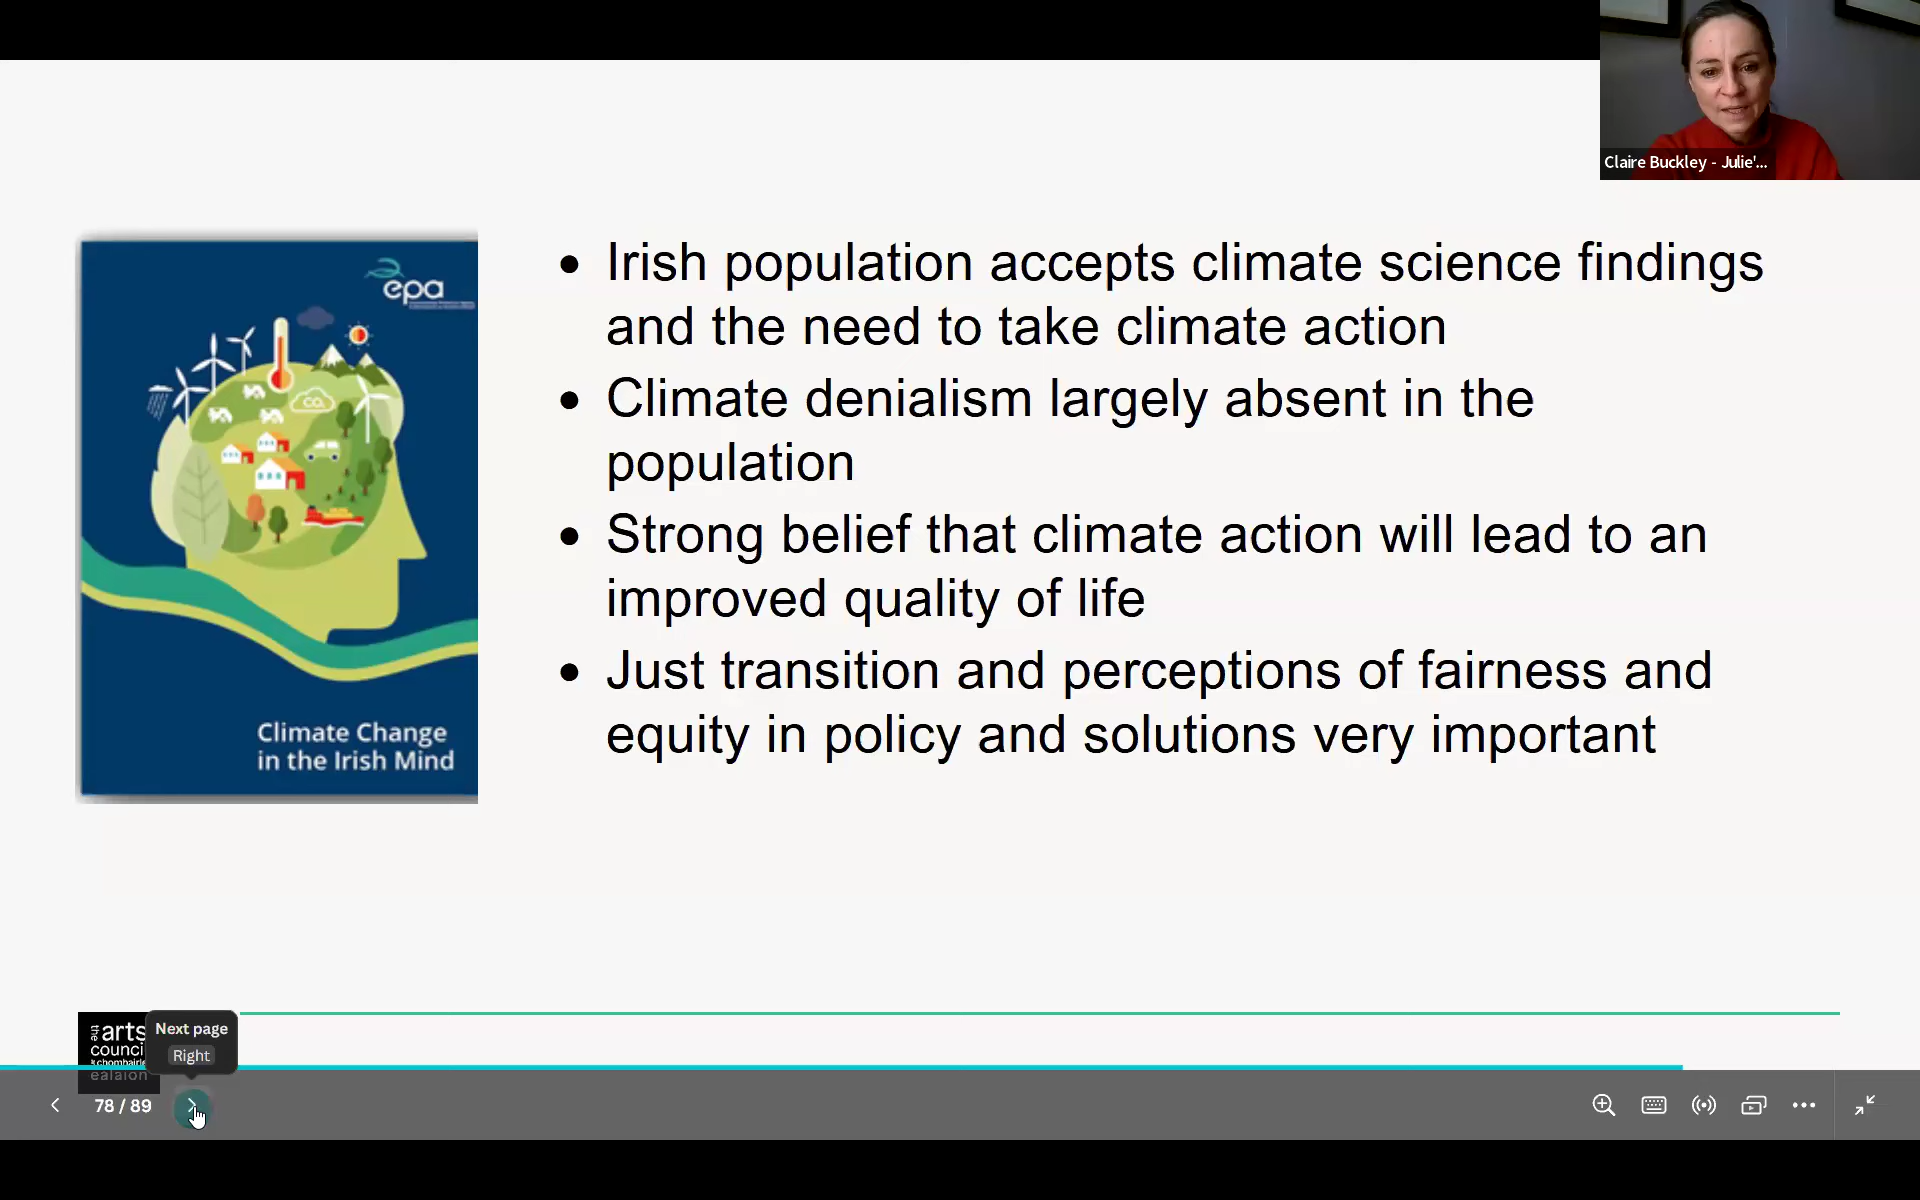 Claire Buckley - Julie'...
epa
• Irish population accepts climate science findings
and the need to take climate action
• Climate denialism largely absent in the
population
• Strong belief that climate action will lead to an
improved quality of life
• Just transition and perceptions of fairness and
equity in policy and solutions very important
CO₂
Climate Change
in the Irish Mind
the arts
council
chomhairle
ealaíon
Next page
Right
78 / 89